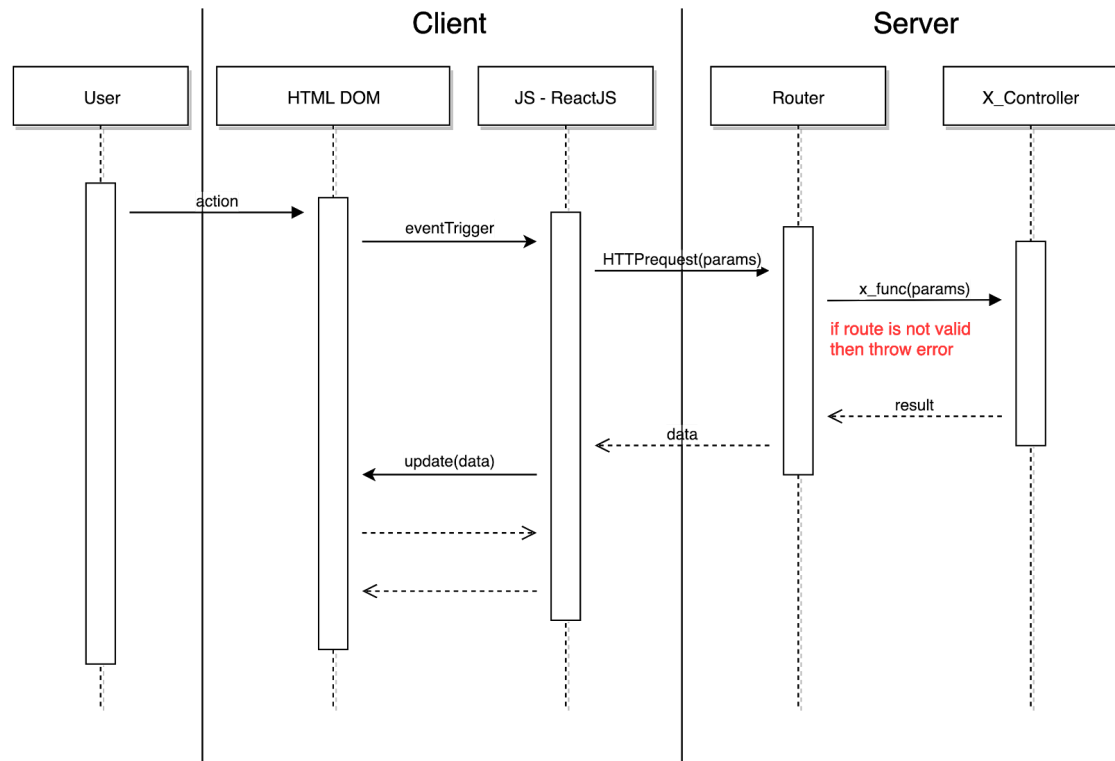 Client
Server
User
HTML DOM
JS - ReactJS
Router
X_Controller
action
eventTrigger
HTTPrequest(params)
x_func(params)
if route is not valid
then throw error
result
data
update(data)